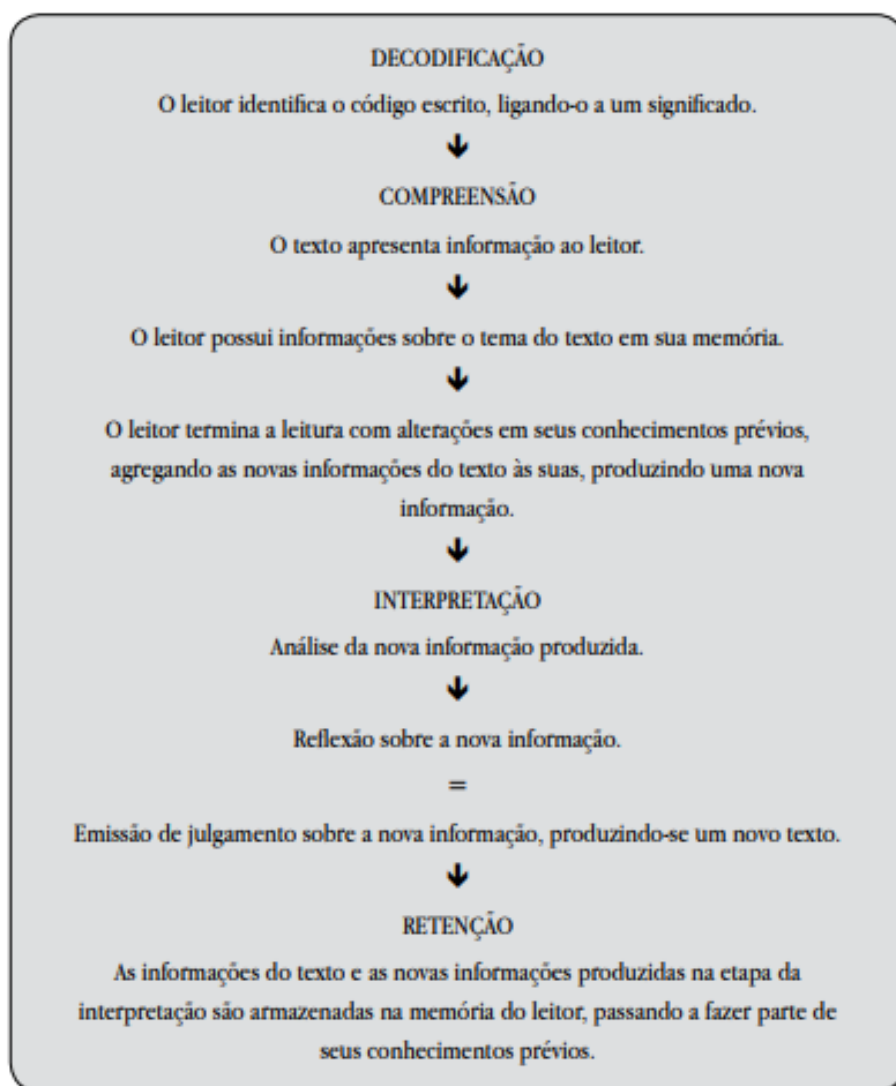 DECODIFICAÇÃO
O leitor identifica o código escrito, ligando-o a um significado.
COMPREENSÃO
O texto apresenta informação ao leitor.
O leitor possui informações sobre o tema do texto em sua memória.
O leitor termina a leitura com alterações em seus conhecimentos prévios,
agregando as novas informações do texto às suas, produzindo uma nova
informação.
INTERPRETAÇÃO
Análise da nova informação produzida.
Reflexão sobre a nova informação.
=
Emissão de julgamento sobre a nova informação, produzindo-se um novo texto.
RETENÇÃO
As informações do texto e as novas informações produzidas na etapa da
interpretação são armazenadas na memória do leitor, passando a fazer parte de
seus conhecimentos prévios.